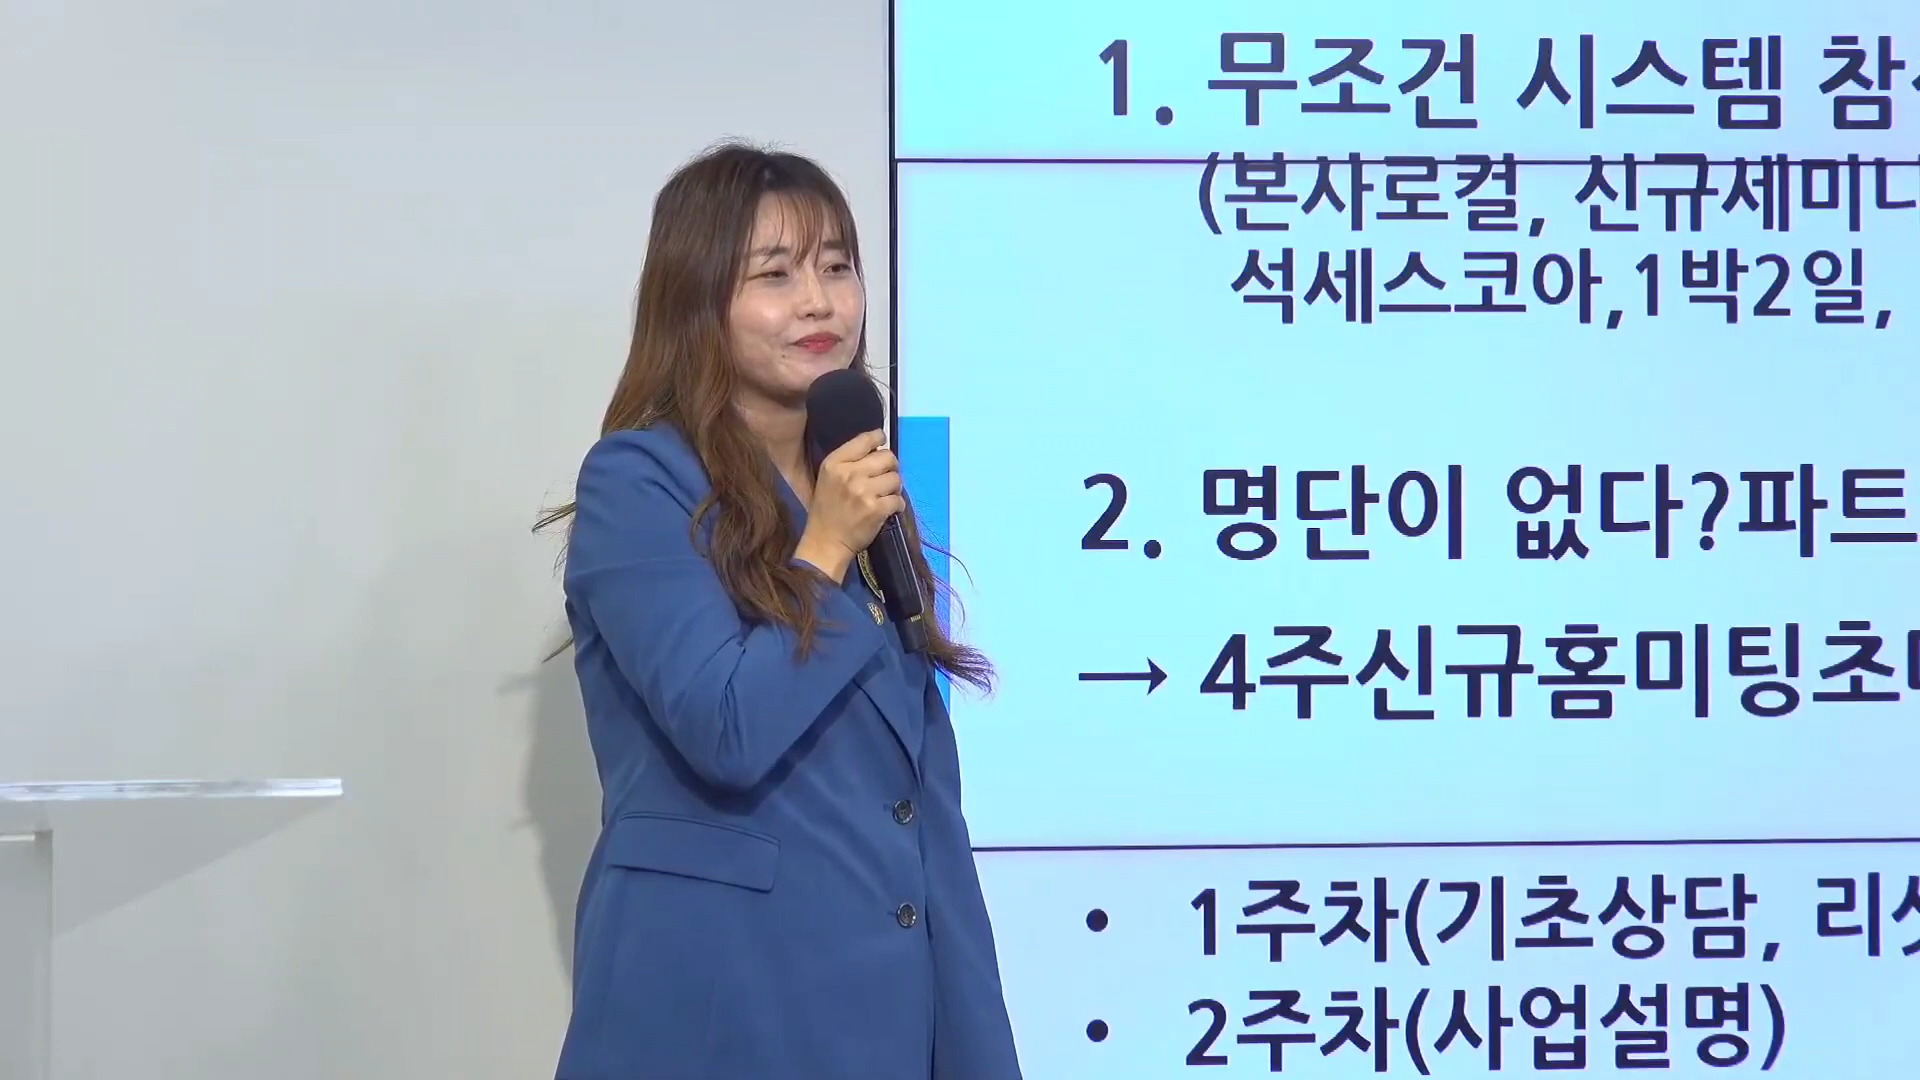 1. 무조건 시스템 참
(본사로컬, 신규세미나
석세스코아,1박2일,
2. 명단이 없다?파트
→ 4주신규홈미팅초대
• 1주차(기초상담, 리셋
• 2주차(사업설명)